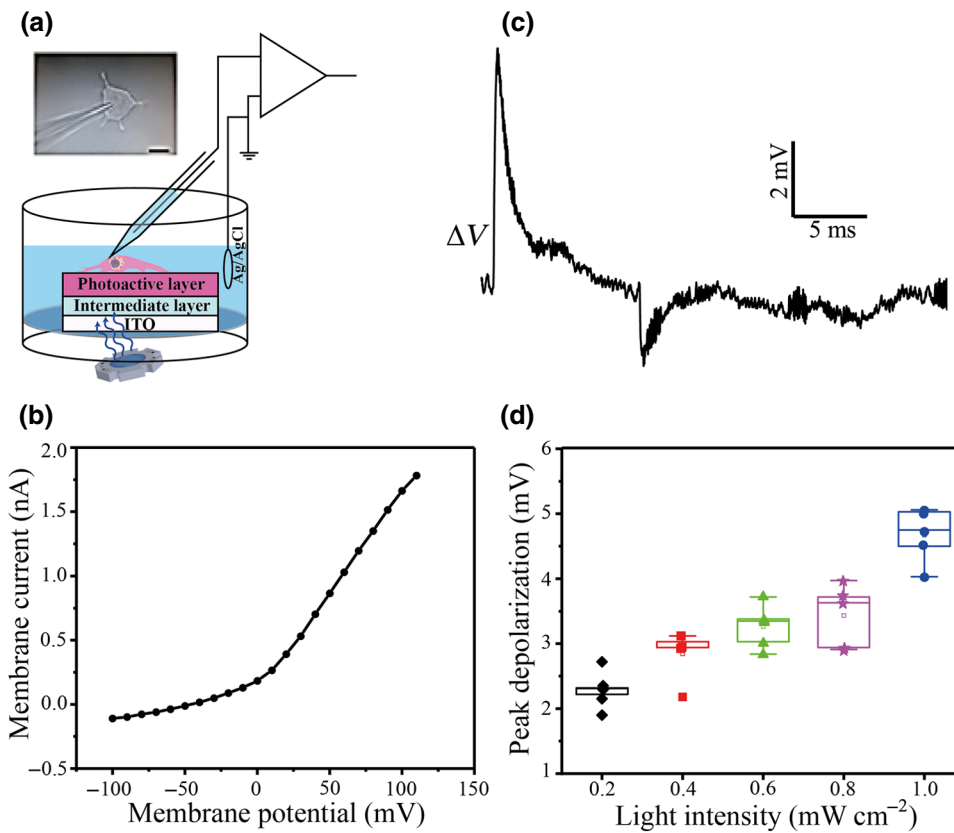 (a)
Ag/AgCl
Photoactive layer
Intermediate layer
ITO
(c)
ΔV
2 mV
5 ms
(b)
Membrane current (nA)
2.0
1.5
1.0
0.5
0.0
−0.5
−100 −50 0 50 100 150
Membrane potential (mV)
(d)
Peak depolarization (mV)
6
5
4
3
2
1
0.2 0.4 0.6 0.8 1.0
Light intensity (mW cm⁻²)